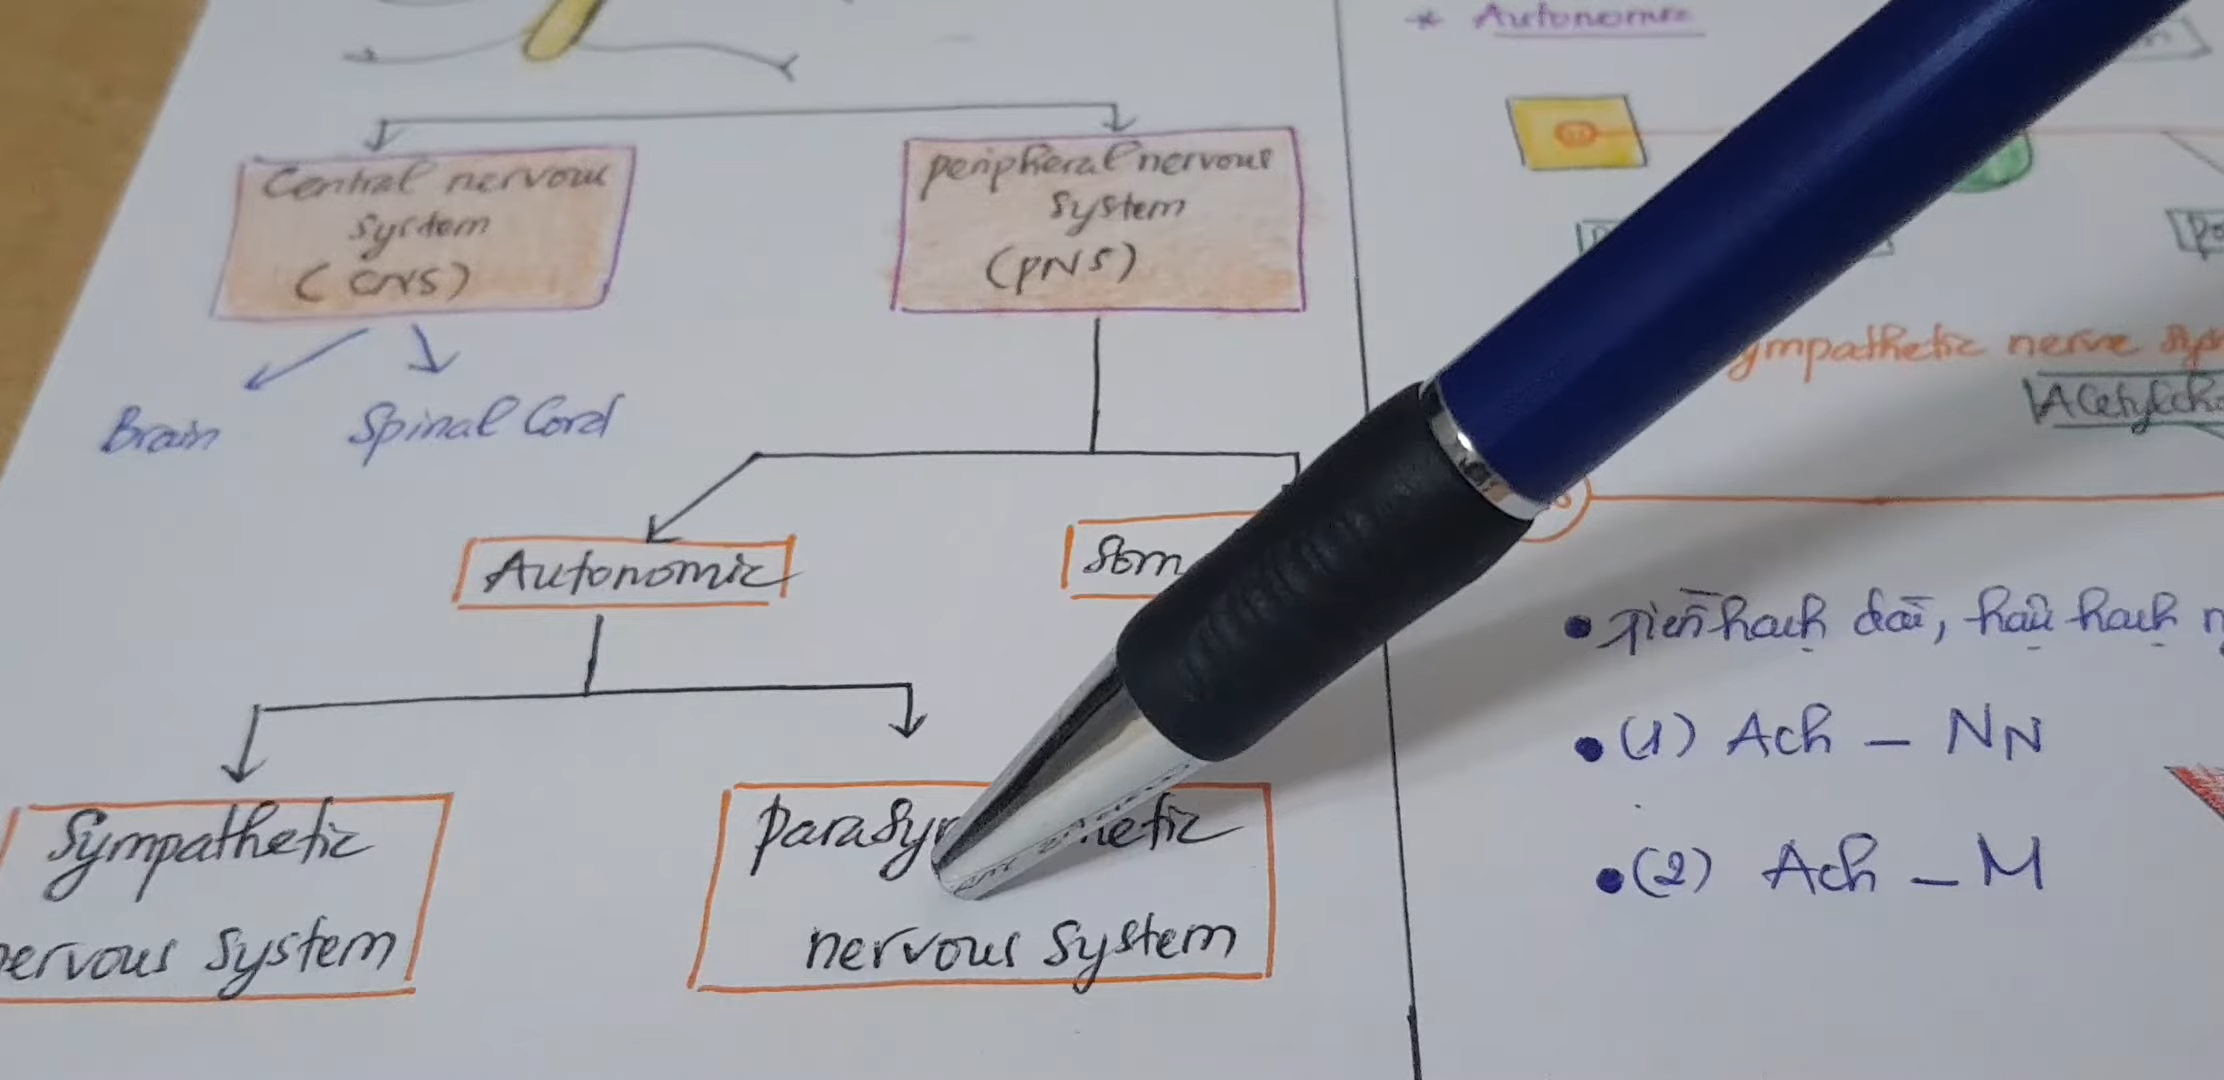 Central nervous
system
(CNS)
peripheral nervous
system
(PNS)
Brain
Spinal Cord
Autonomic
Som
Sympathetic
nervous system
nervous system
* Autonomic
ympathetic nerve
Acetylch
• Tiền hạch dài, hậu hạch
• (1) Ach - NN
• (2) Ach - M